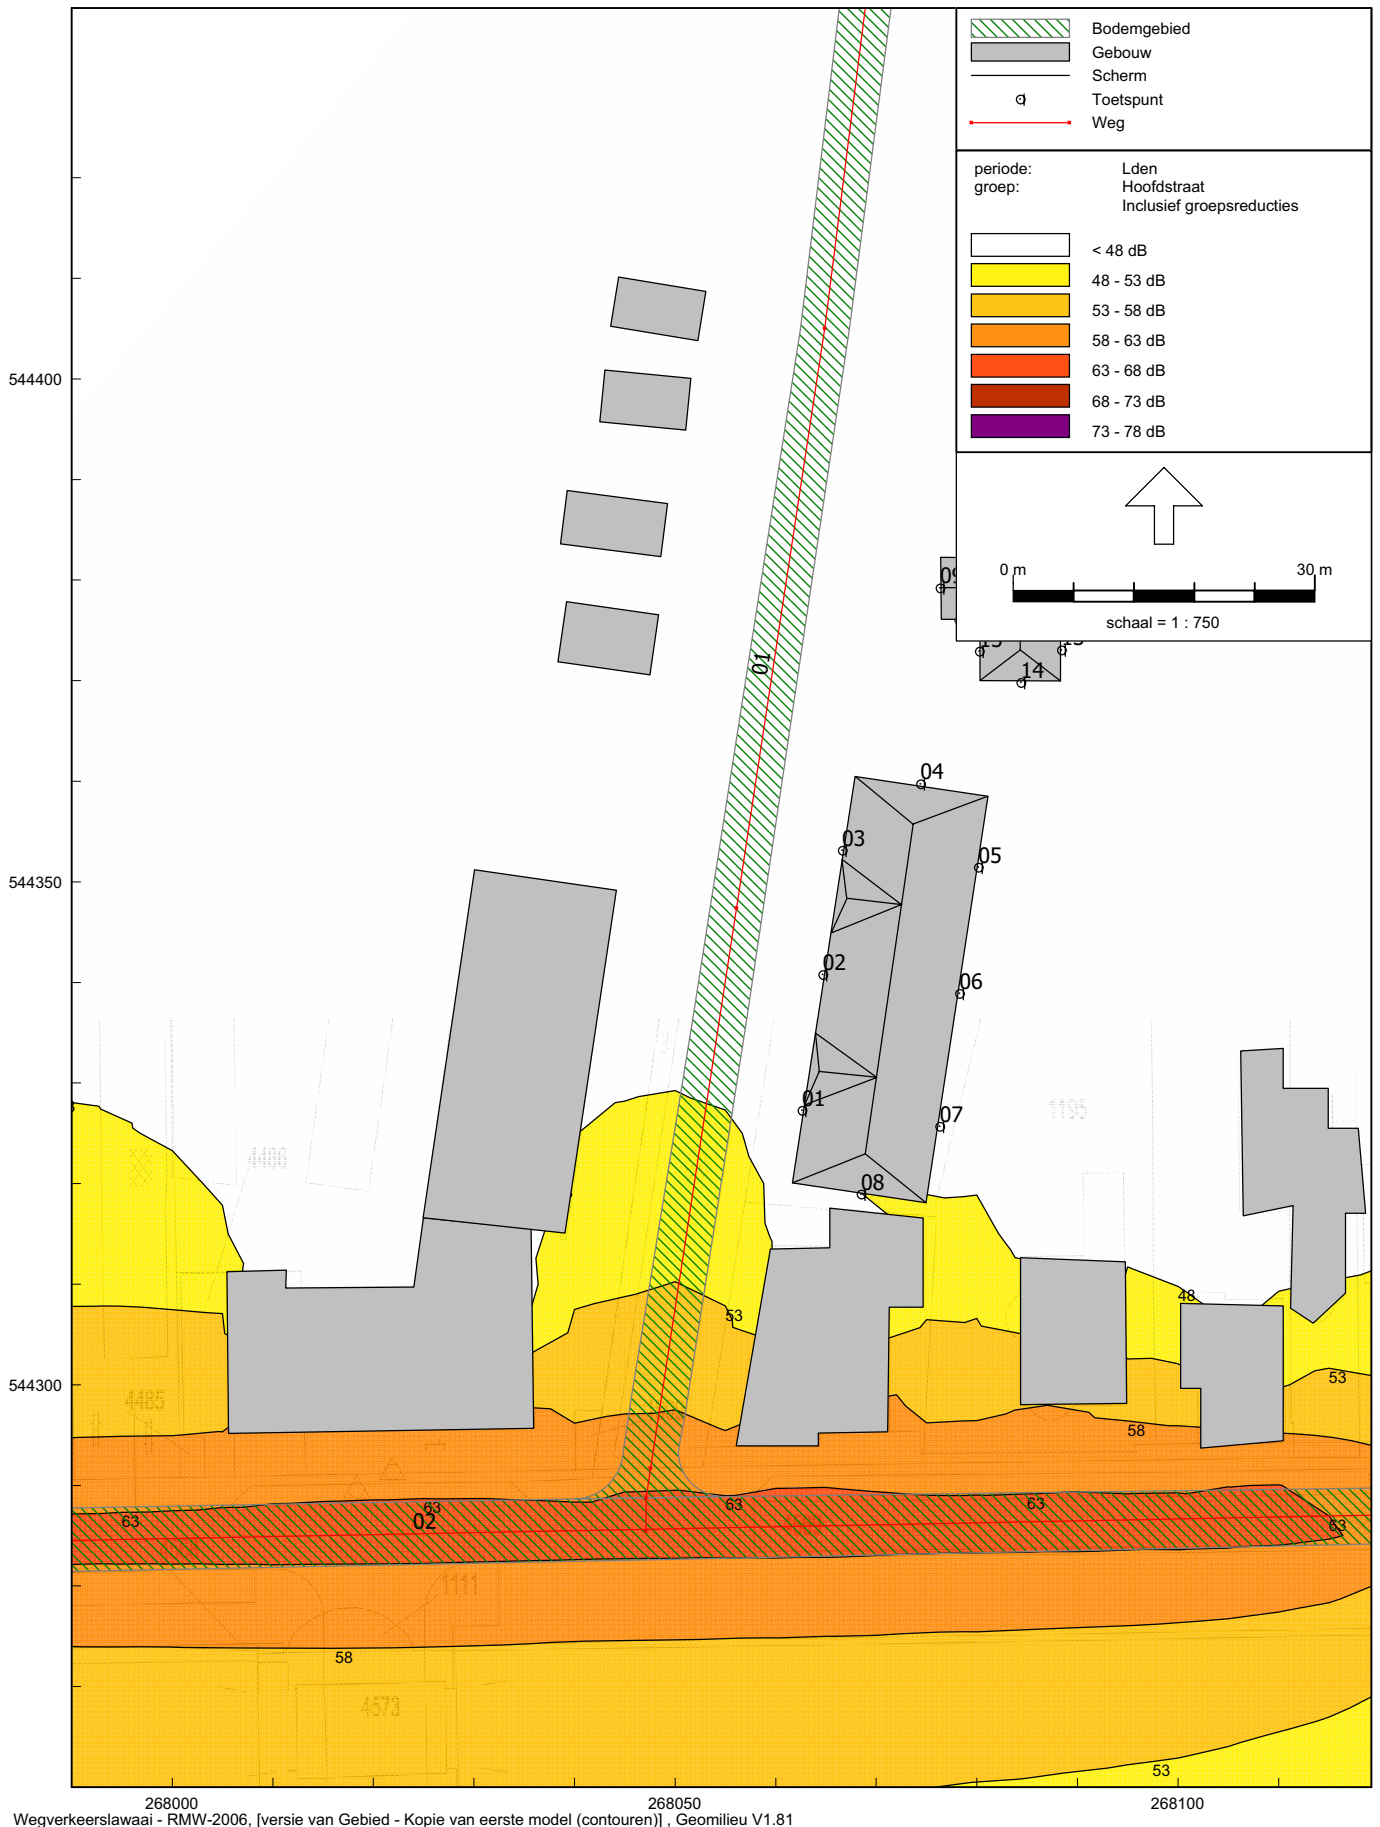 Bodemgebied
Gebouw
Scherm
Toetspunt
Weg
periode: Lden
groep: Hoofdstraat
Inclusief groepsreducties
< 48 dB
48 - 53 dB
53 - 58 dB
58 - 63 dB
63 - 68 dB
68 - 73 dB
73 - 78 dB
544400
0 m 30 m
schaal = 1 : 750
01
14
04
03
05
544350
02
06
01
07
1195
08
48
53
544300
53
4485
58
63
63
63
63
63
02
1111
58
4573
53
268000 268050 268100
Wegverkeerslawaai - RMW-2006, [versie van Gebied - Kopie van eerste model (contouren)] , Geomilieu V1.81